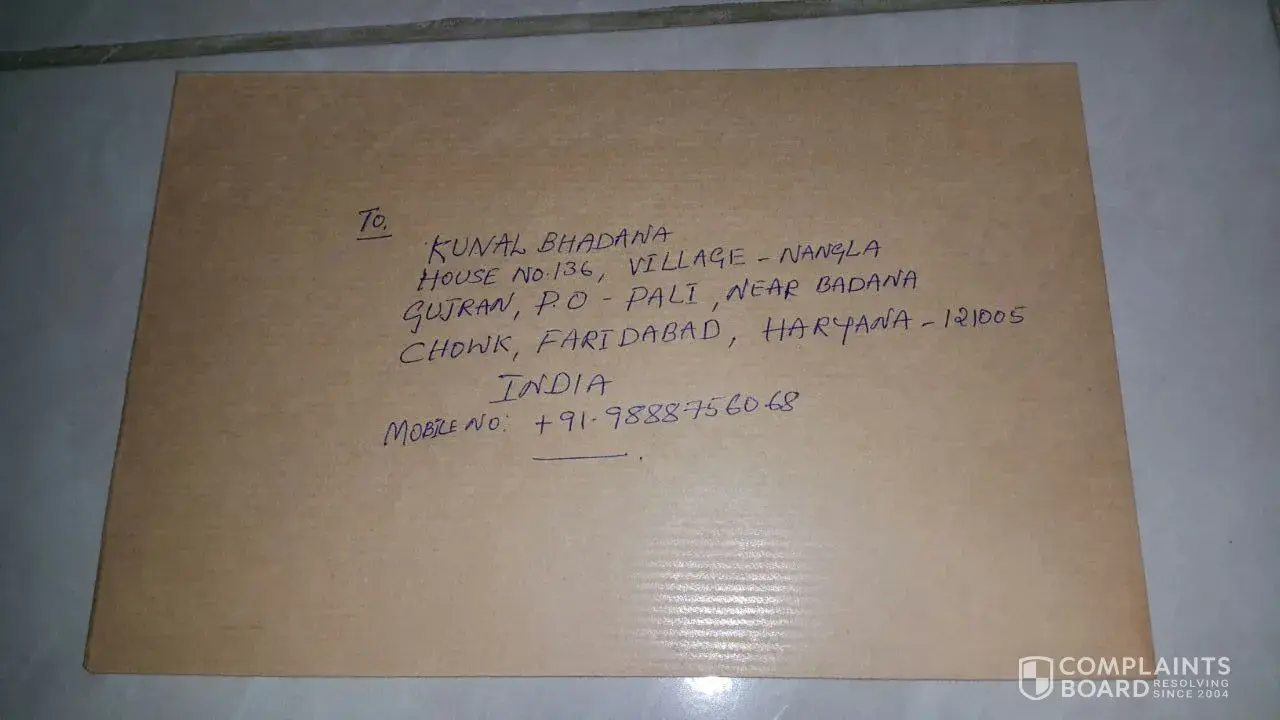 To,
KUNAL BHADANA
HOUSE NO.136, VILLAGE - NANGLA
GUJRAN, P.O - PALI, NEAR BADANA
CHOWK, FARIDABAD, HARYANA - 121005
INDIA
MOBILE NO: +91-9888756068
COMPLAINTS
BOARD RESOLVING
SINCE 2004